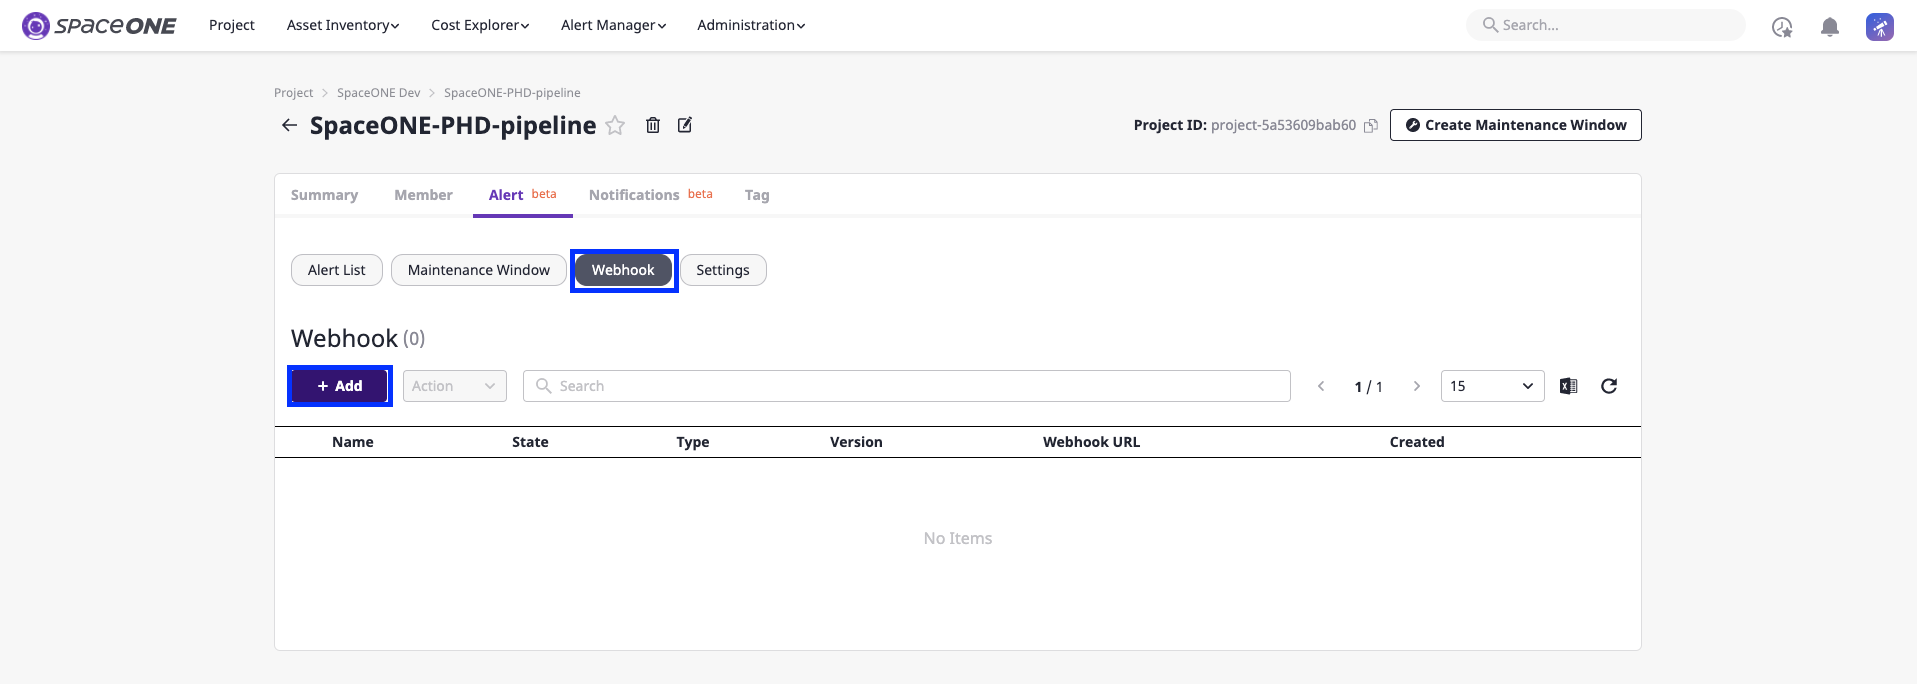 SpaceONE Project Asset Inventory Cost Explorer Alert Manager Administration Search...
Project > SpaceONE Dev > SpaceONE-PHD-pipeline
SpaceONE-PHD-pipeline Project ID: project-5a53609bab60 Create Maintenance Window
Summary Member Alert beta Notifications beta Tag
Alert List Maintenance Window Webhook Settings
Webhook (0)
+ Add Action Search 1 / 1 15
Name State Type Version Webhook URL Created
No Items